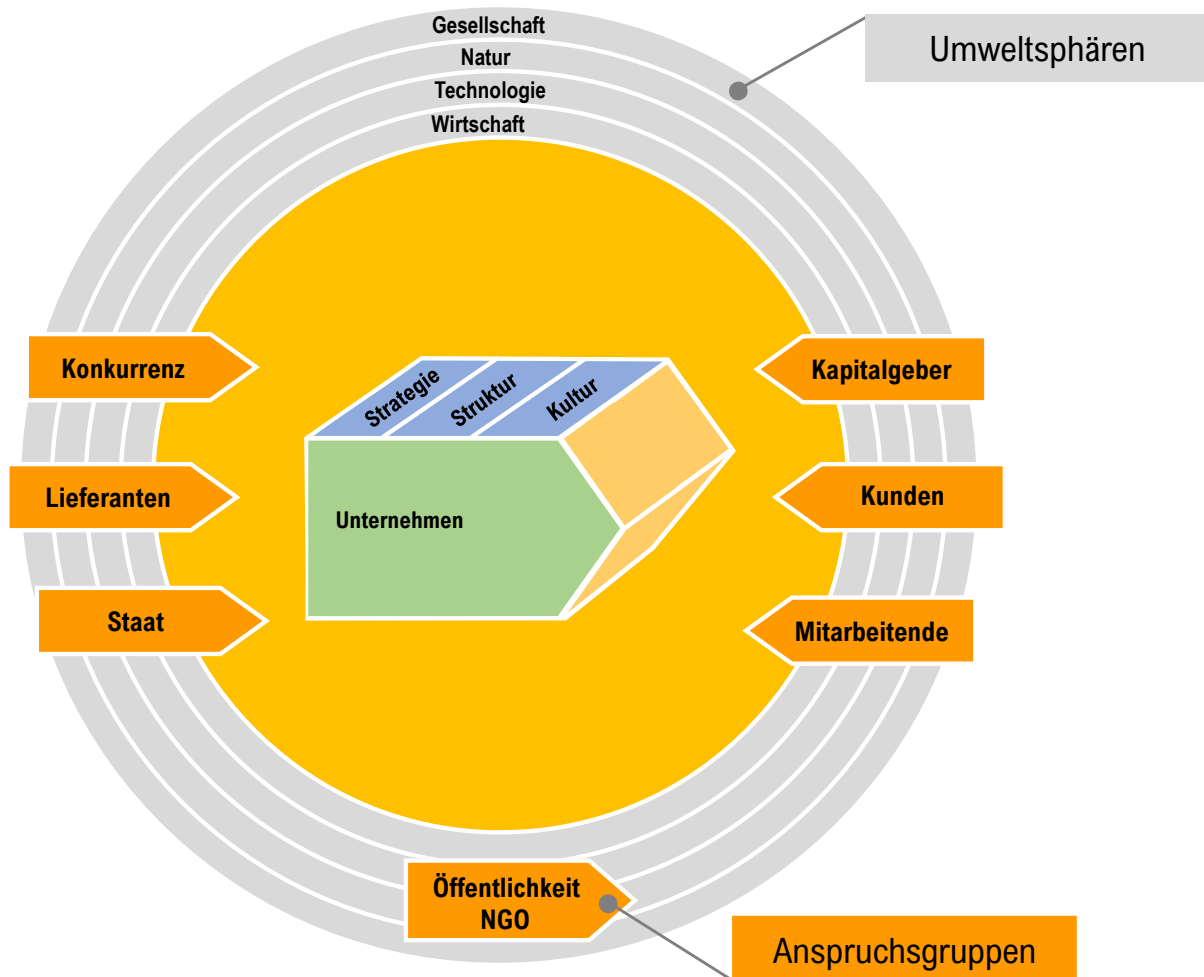 Gesellschaft
Umweltsphären
Natur
Technologie
Wirtschaft
Konkurrenz
Kapitalgeber
Strategie
Struktur
Kultur
Lieferanten
Kunden
Unternehmen
Staat
Mitarbeitende
Öffentlichkeit
NGO
Anspruchsgruppen